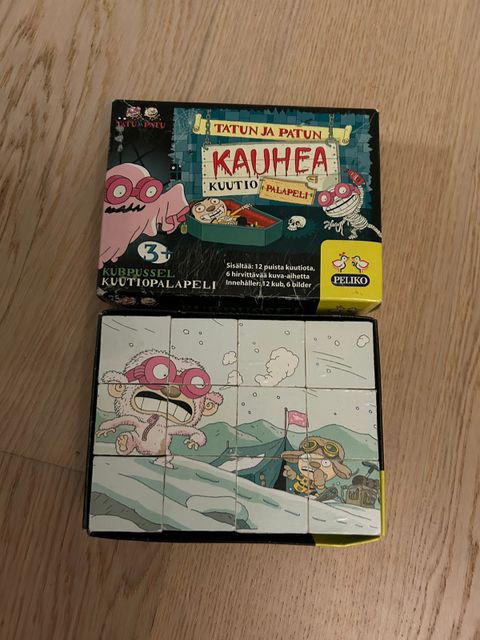 TATU JA PATU
TATUN JA PATUN
KAUHEA
KUUTIO
PALAPELI
3+
KUBPUSSEL
KUUTIOPALAPELI
Sisältää: 12 puista kuutiota,
6 hirvittävää kuva-aihetta
Innehåller: 12 kub, 6 bilder
PELIKO